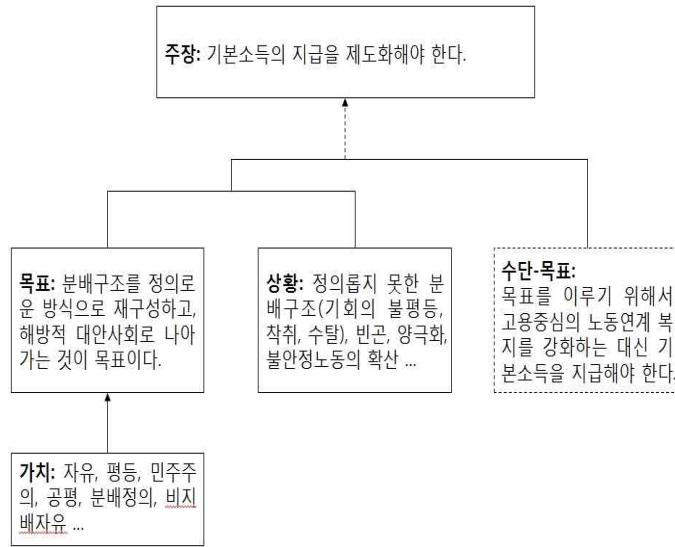 주장: 기본소득의 지급을 제도화해야 한다.
목표: 분배구조를 정의로
운 방식으로 재구성하고,
해방적 대안사회로 나아
가는 것이 목표이다.
상황: 정의롭지 못한 분
배구조(기회의 불평등,
착취, 수탈), 빈곤, 양극화,
불안정노동의 확산 ...
수단-목표:
목표를 이루기 위해서
고용중심의 노동연계 복
지를 강화하는 대신 기
본소득을 지급해야 한다.
가치: 자유, 평등, 민주주
의, 공평, 분배정의, 비지
배자유 ...